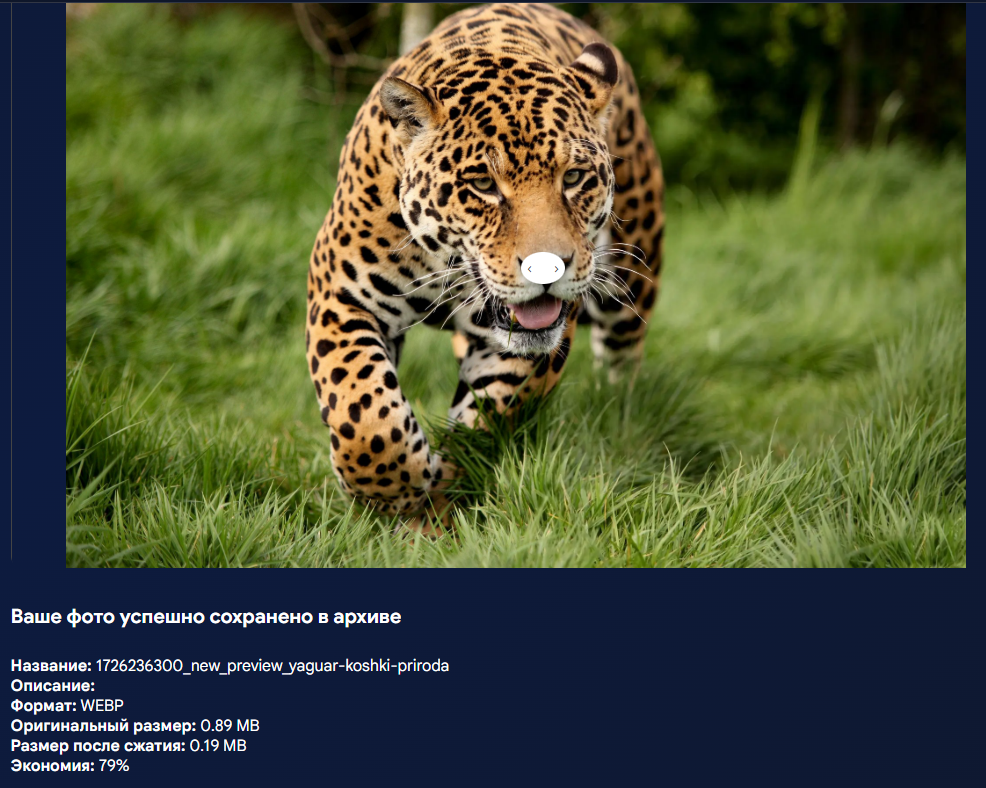 Ваше фото успешно сохранено в архиве
Название: 1726236300_new_preview_yaguar-koshki-priroda
Описание:
Формат: WEBP
Оригинальный размер: 0.89 MB
Размер после сжатия: 0.19 MB
Экономия: 79%